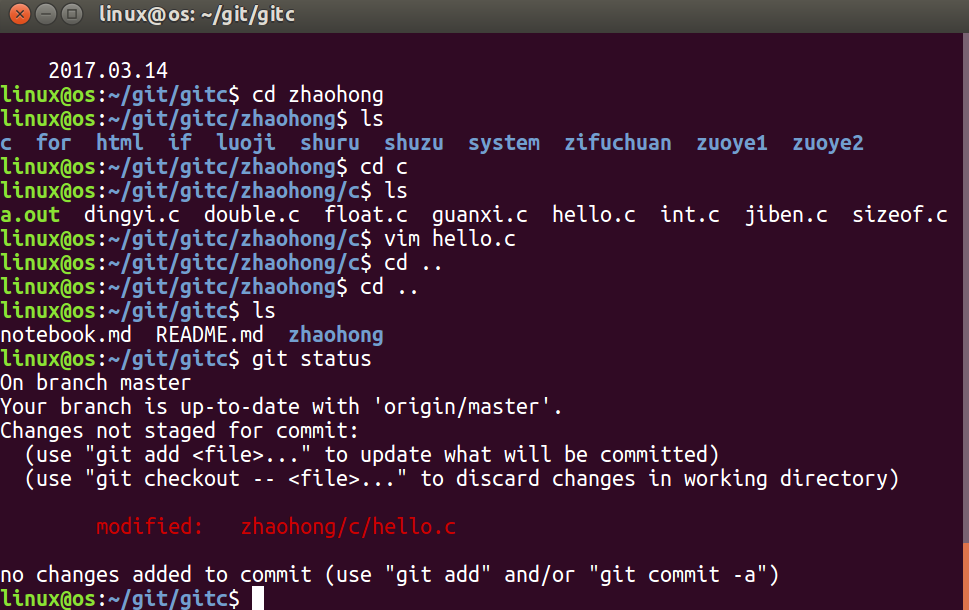 linux@os: ~/git/gitc
2017.03.14
linux@os:~/git/gitc$ cd zhaohong
linux@os:~/git/gitc/zhaohong$ ls
c  for  html  if  luoji  shuru  shuzu  system  zifuchuan  zuoye1  zuoye2
linux@os:~/git/gitc/zhaohong$ cd c
linux@os:~/git/gitc/zhaohong/c$ ls
a.out  dingyi.c  double.c  float.c  guanxi.c  hello.c  int.c  jiben.c  sizeof.c
linux@os:~/git/gitc/zhaohong/c$ vim hello.c
linux@os:~/git/gitc/zhaohong/c$ cd ..
linux@os:~/git/gitc/zhaohong$ cd ..
linux@os:~/git/gitc$ ls
notebook.md  README.md  zhaohong
linux@os:~/git/gitc$ git status
On branch master
Your branch is up-to-date with 'origin/master'.
Changes not staged for commit:
  (use "git add <file>..." to update what will be committed)
  (use "git checkout -- <file>..." to discard changes in working directory)
        modified:   zhaohong/c/hello.c
no changes added to commit (use "git add" and/or "git commit -a")
linux@os:~/git/gitc$